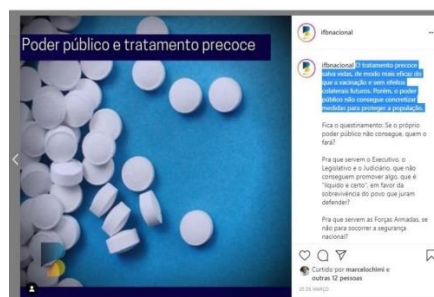 Poder público e tratamento precoce
ifbnacional
ifbnacional O tratamento precoce
salva vidas, de modo mais eficaz do
que a vacinação e sem efeitos
colaterais futuros. Porém, o poder
público não consegue concretizar
medidas para proteger a população.
Fica o questinamento: Se o próprio
poder público não consegue, quem o
fará?
Pra que servem o Executivo, o
Legislativo e o Judiciário, que não
conseguem promover algo, que é
"líquido e certo", em favor da
sobrevivência do povo que juram
defender?
Pra que servem as Forças Armadas, se
não para socorrer a segurança
nacional?
Curtido por marcelochimi e
outras 12 pessoas
DE MARÇO